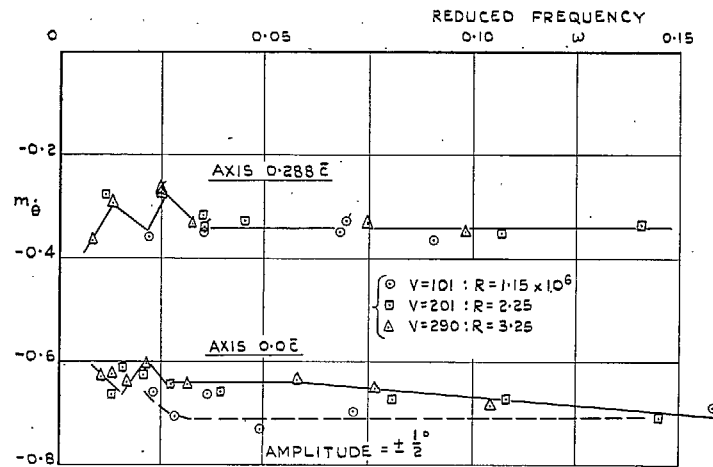 REDUCED FREQUENCY
0 0·05 0·10 ω 0·15
-0·2
AXIS 0·288 c̄
m_θ̇
-0·4
V=101 : R=1·15 × 10⁶
V=201 : R=2·25
V=290 : R=3·25
AXIS 0·0 c̄
-0·6
AMPLITUDE = ± ½°
-0·8